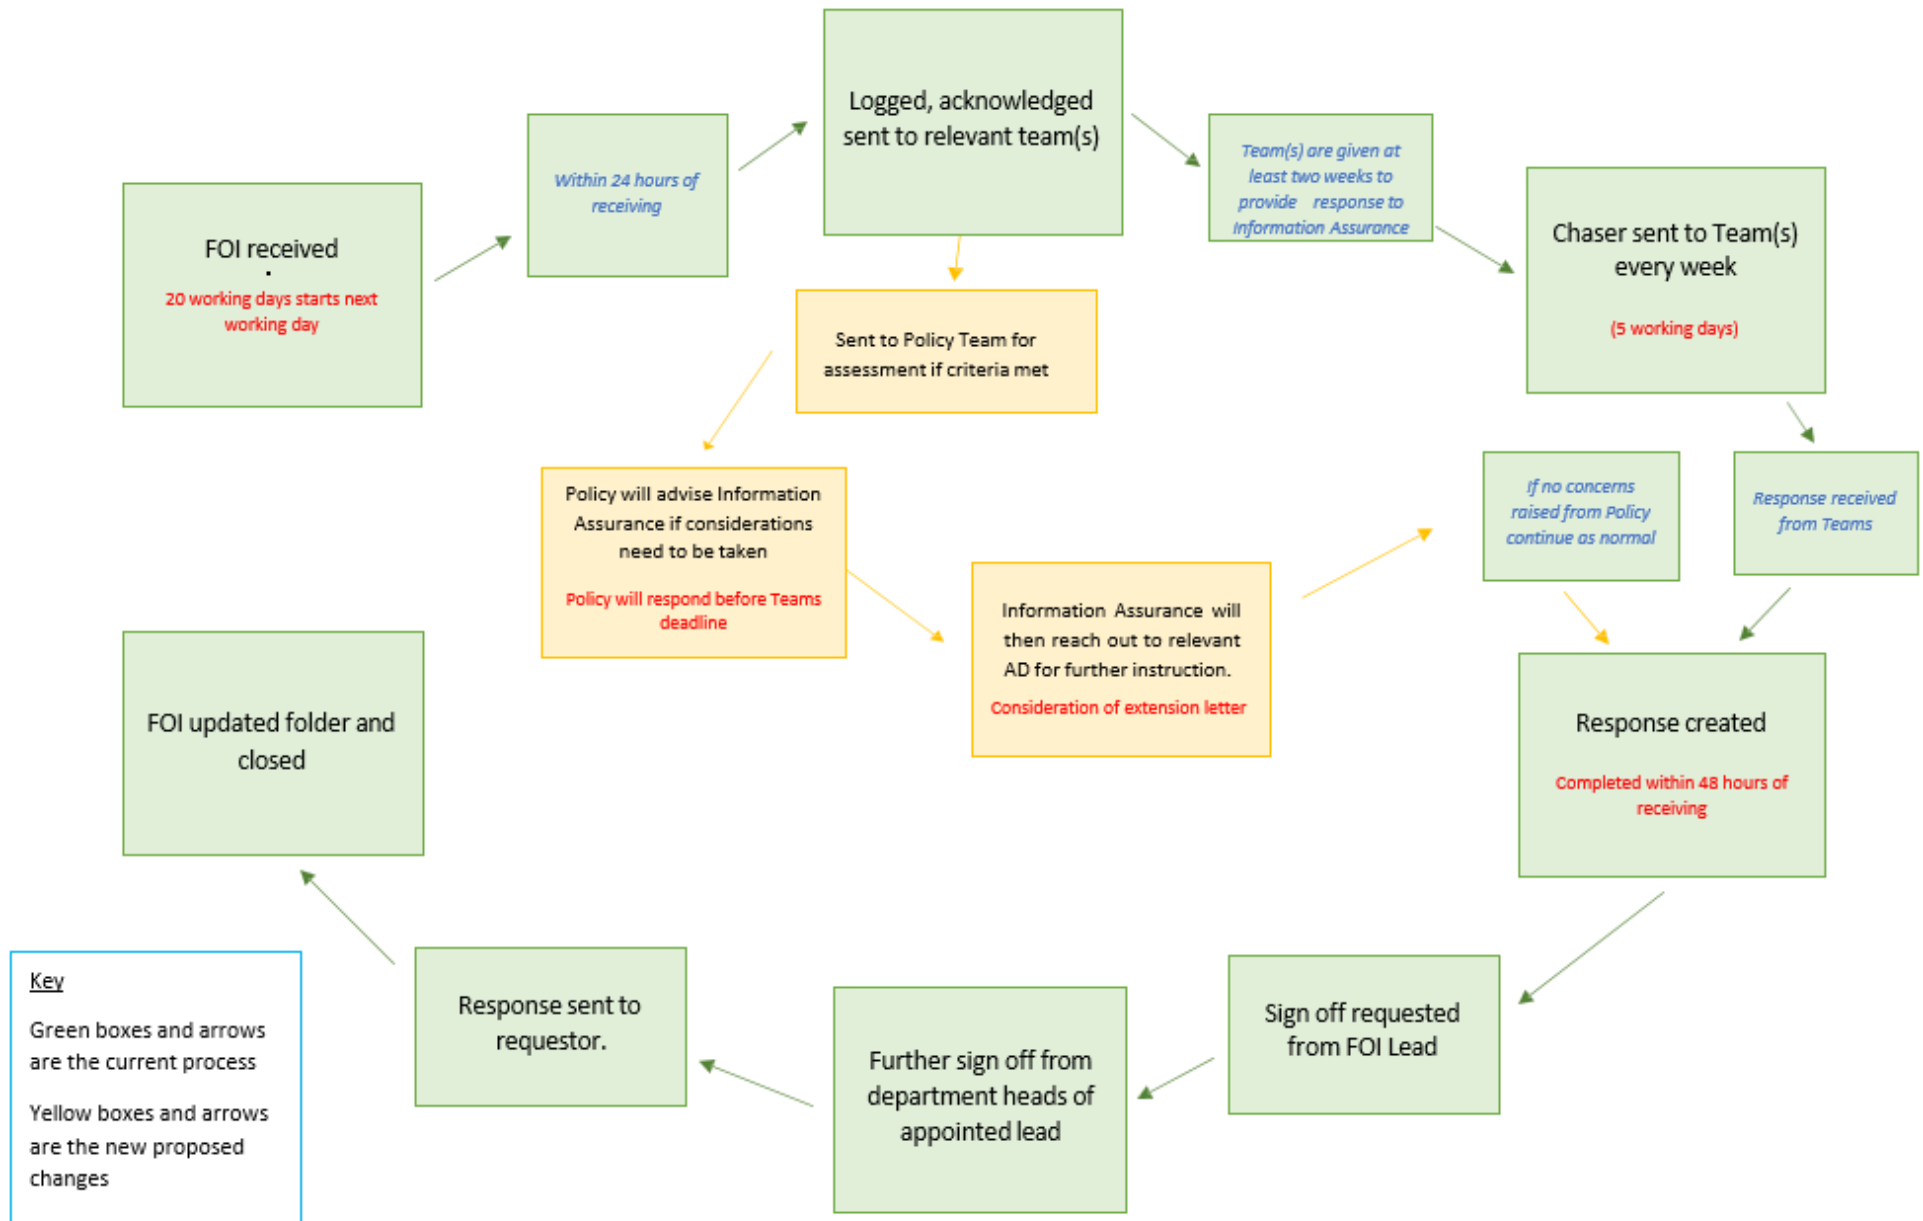 FOI received
20 working days starts next
working day
Within 24 hours of
receiving
Logged, acknowledged
sent to relevant team(s)
Team(s) are given at
least two weeks to
provide response to
Information Assurance
Chaser sent to Team(s)
every week
(5 working days)
Sent to Policy Team for
assessment if criteria met
Policy will advise Information
Assurance if considerations
need to be taken
Policy will respond before Teams
deadline
Information Assurance will
then reach out to relevant
AD for further instruction.
Consideration of extension letter
If no concerns
raised from Policy
continue as normal
Response received
from Teams
Response created
Completed within 48 hours of
receiving
Sign off requested
from FOI Lead
Further sign off from
department heads of
appointed lead
Response sent to
requestor.
FOI updated folder and
closed
Key
Green boxes and arrows
are the current process
Yellow boxes and arrows
are the new proposed
changes